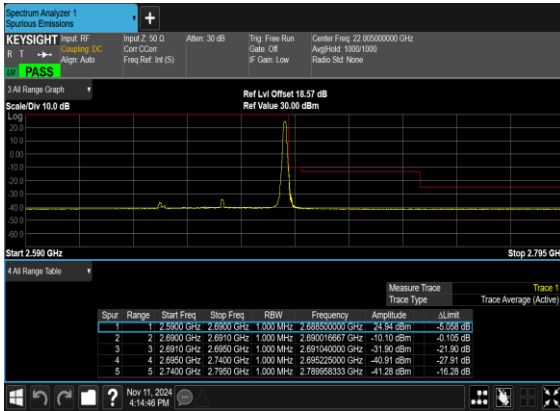 Spectrum Analyzer 1
Spurious Emissions
+
KEYSIGHT Input: RF Input Z: 50 Ω Atten: 30 dB Trig: Free Run Center Freq: 22.005000000 GHz
R T Coupling: DC Corr CCorr Gate: Off Avg|Hold: 1000/1000
Align: Auto Freq Ref: Int (S) IF Gain: Low Radio Std: None
PASS
3 All Range Graph
Ref Lvl Offset 18.57 dB
Scale/Div 10.0 dB Ref Value 30.00 dBm
Log
20.0
10.0
0.00
-10.0
-20.0
-30.0
-40.0
-50.0
-60.0
Start 2.590 GHz Stop 2.795 GH
4 All Range Table
Measure Trace Trace 1
Trace Type Trace Average (Active)
Spur Range Start Freq Stop Freq RBW Frequency Amplitude ΔLimit
1 1 2.5900 GHz 2.6900 GHz 1.000 MHz 2.688500000 GHz 24.94 dBm -5.058 dB
2 2 2.6900 GHz 2.6910 GHz 1.000 MHz 2.690016667 GHz -10.10 dBm -0.105 dB
3 3 2.6910 GHz 2.6950 GHz 1.000 MHz 2.691040000 GHz -31.90 dBm -21.90 dB
4 4 2.6950 GHz 2.7400 GHz 1.000 MHz 2.695225000 GHz -40.91 dBm -27.91 dB
5 5 2.7400 GHz 2.7950 GHz 1.000 MHz 2.789958333 GHz -41.28 dBm -16.28 dB
?
Nov 11, 2024
4:14:46 PM